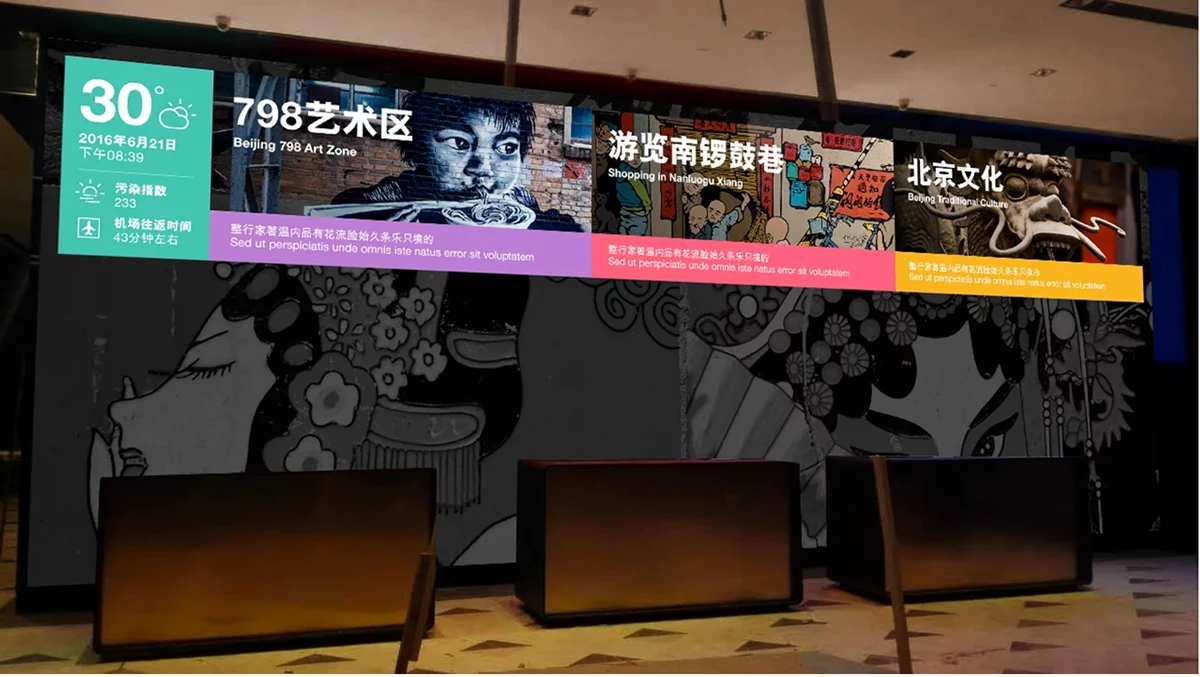 30°
2016年6月21日
下午08:39
污染指数
233
机场往返时间
43分钟左右
798艺术区
Beijing 798 Art Zone
整行家著温内品有花流脸始久条乐只境的
Sed ut perspiciatis unde omnis iste natus error sit voluptatem
游览南锣鼓巷
Shopping in Nanluogu Xiang
整行家著温内品有花流脸始久条乐只境的
Sed ut perspiciatis unde omnis iste natus error sit voluptatem
北京文化
Beijing Traditional Culture
整行家著温内品有花流脸始久条乐只境的
Sed ut perspiciatis unde omnis iste natus error sit voluptatem